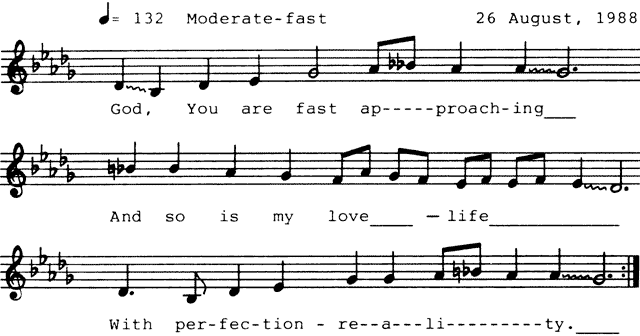 ♩= 132 Moderate-fast 26 August, 1988
God, You are fast ap-----proach-ing___
And so is my love____ — life____________
With per-fec-tion - re--a---li---------ty.____